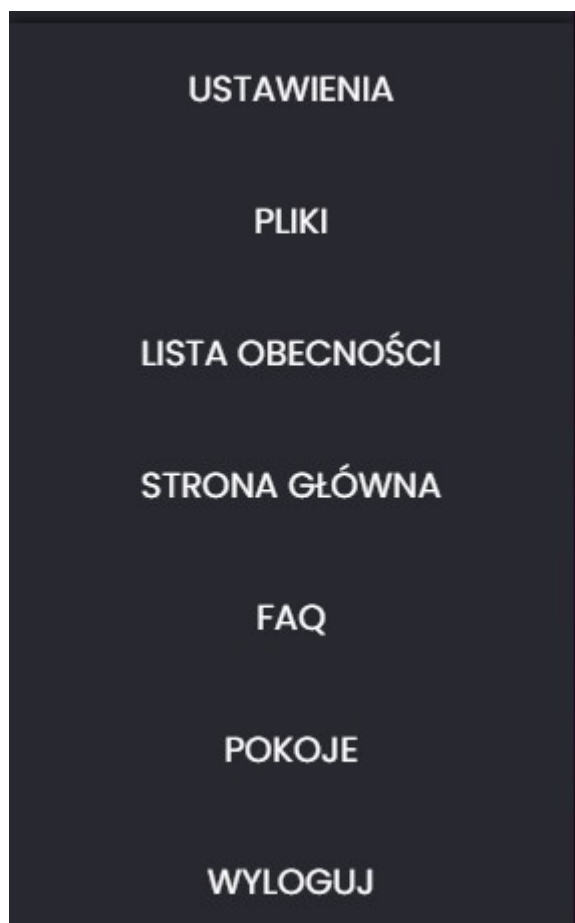 USTAWIENIA
PLIKI
LISTA OBECNOŚCI
STRONA GŁÓWNA
FAQ
POKOJE
WYLOGUJ